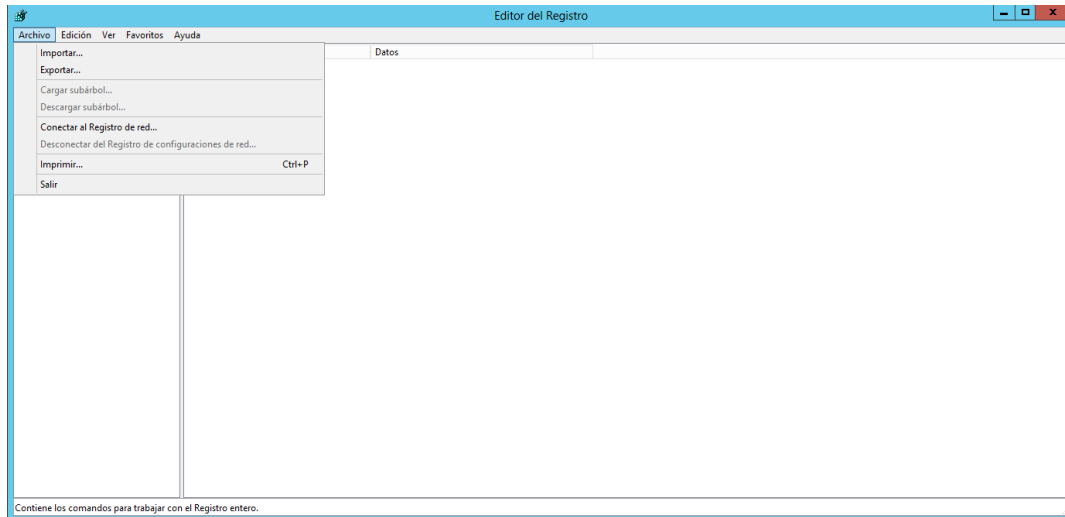 Editor del Registro
Archivo Edición Ver Favoritos Ayuda
Datos
Importar...
Exportar...
Cargar subárbol...
Descargar subárbol...
Conectar al Registro de red...
Desconectar del Registro de configuraciones de red...
Imprimir... Ctrl+P
Salir
Contiene los comandos para trabajar con el Registro entero.